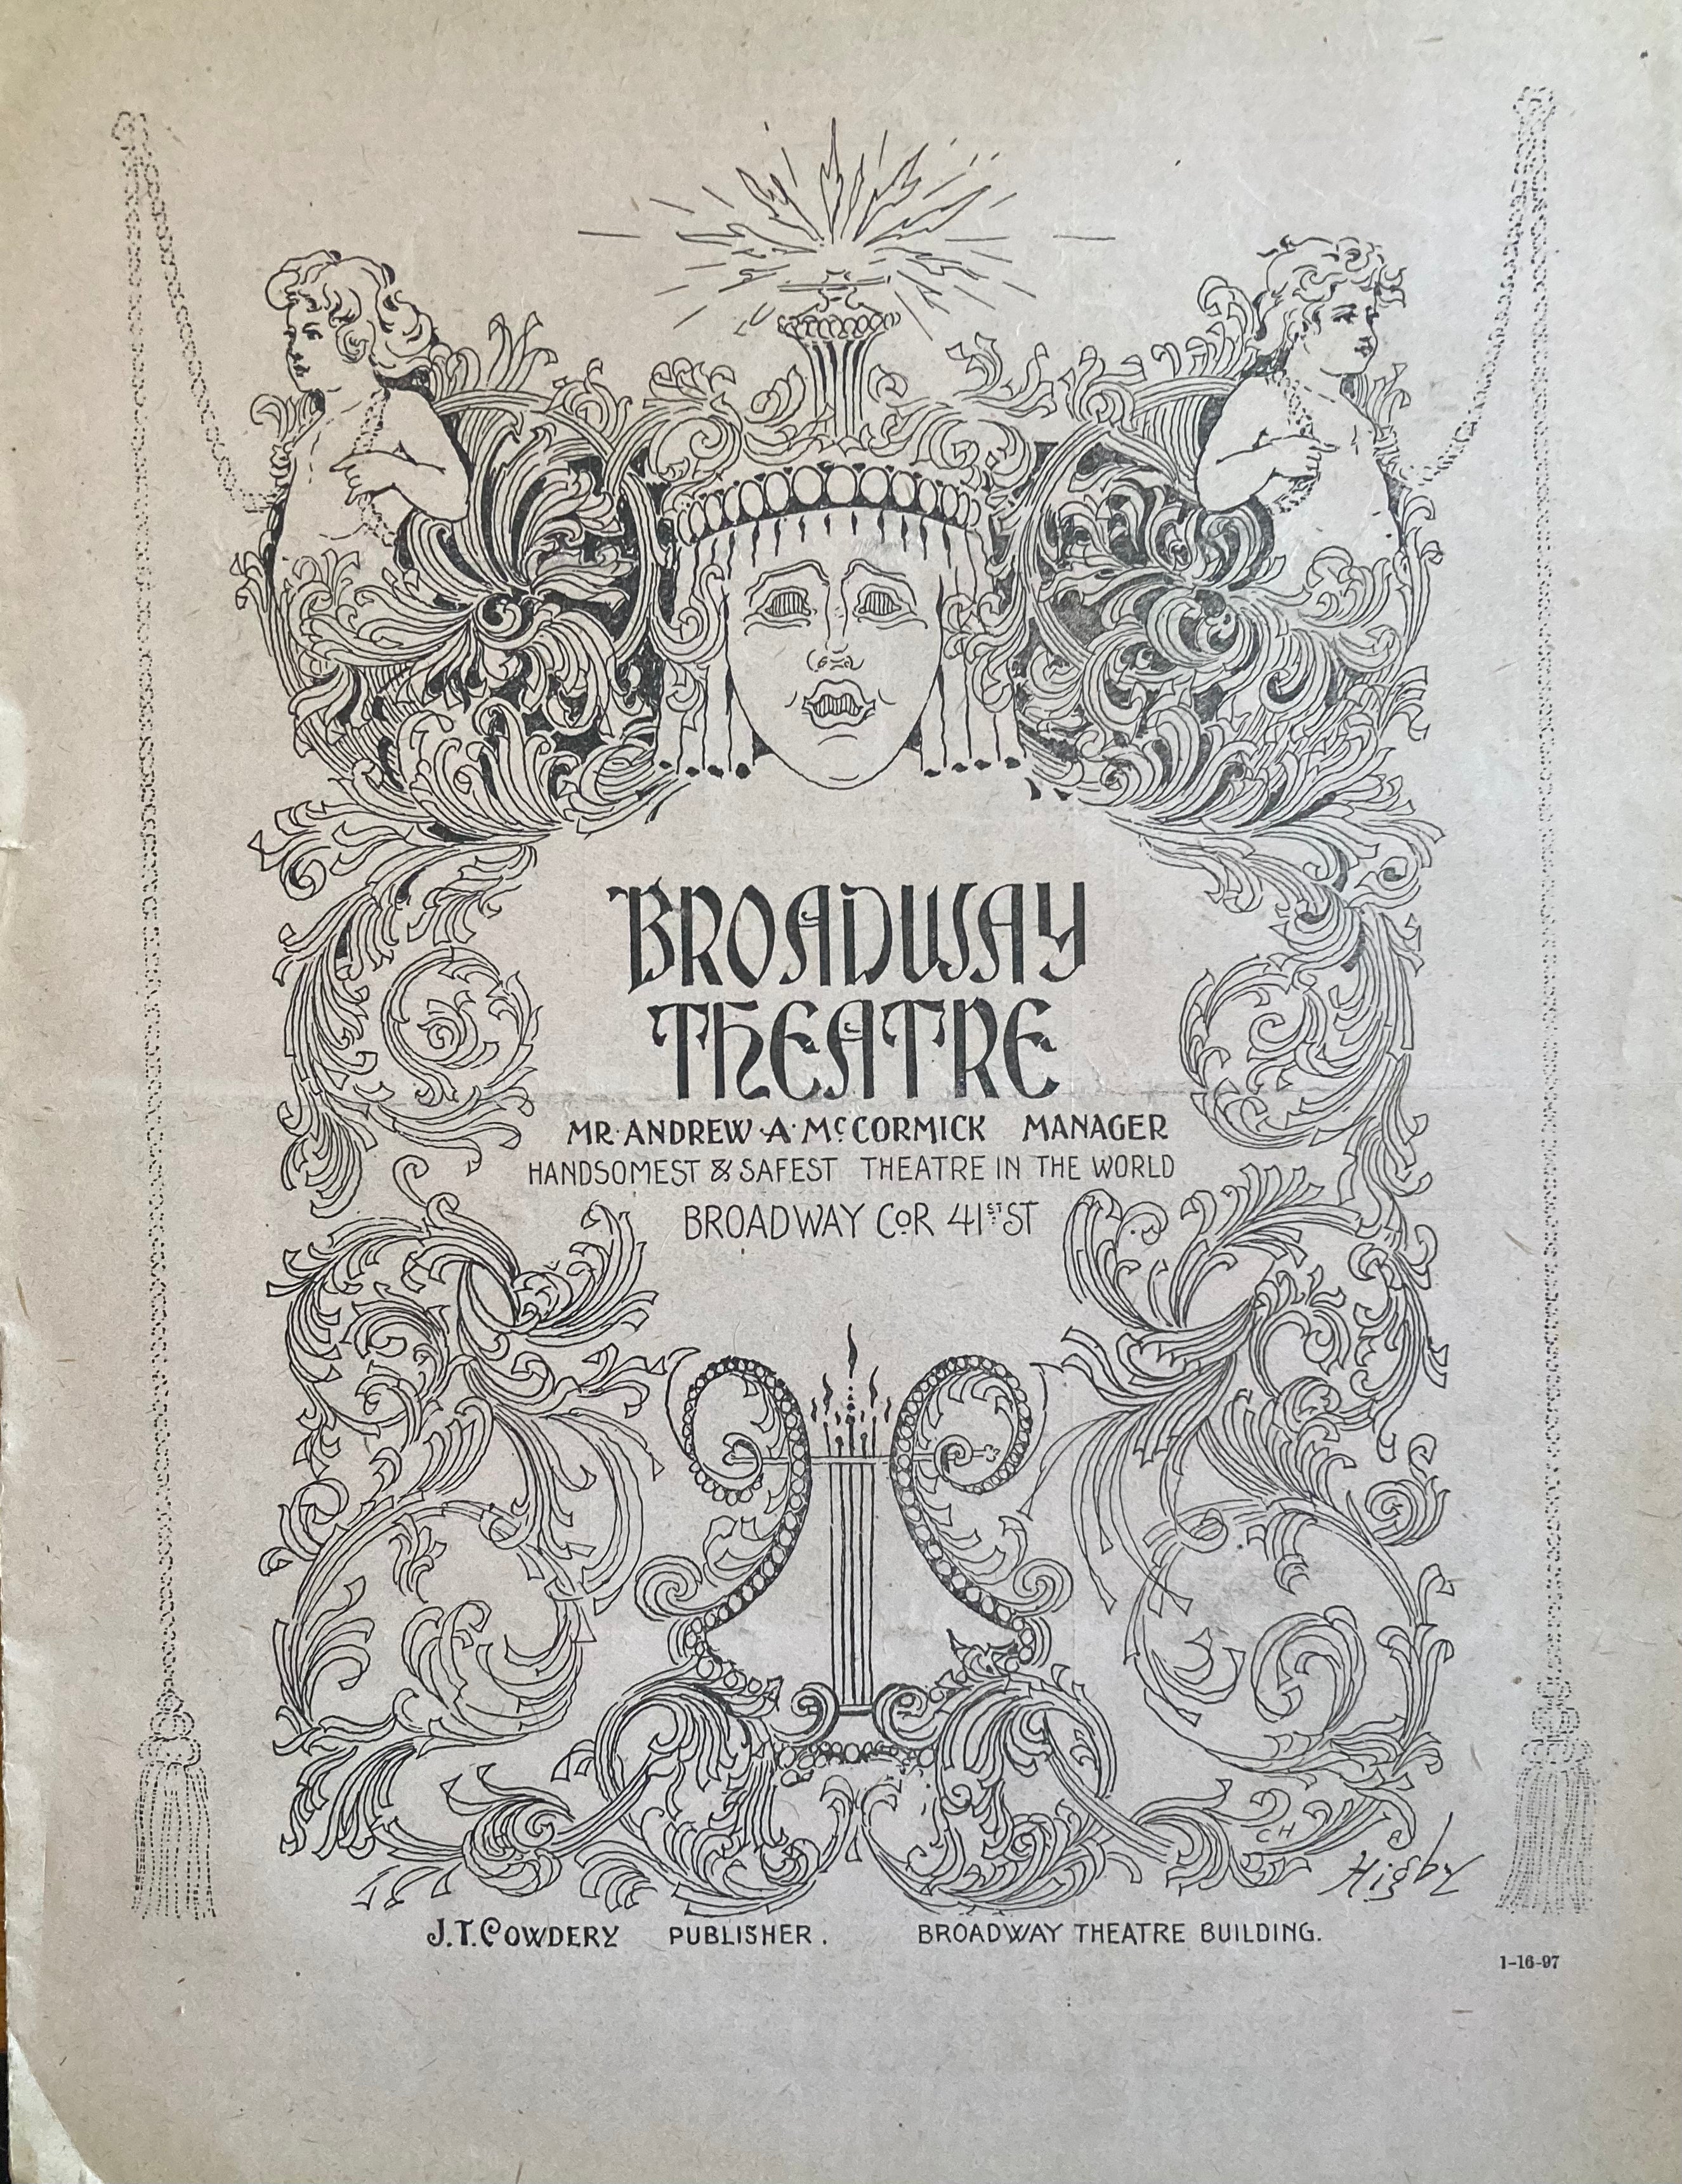 BROADWAY
THEATRE
MR. ANDREW A. McCORMICK MANAGER
HANDSOMEST & SAFEST THEATRE IN THE WORLD
BROADWAY COR 41ST ST
CH
Higby
J.T. COWDERY PUBLISHER. BROADWAY THEATRE BUILDING.
1-16-97